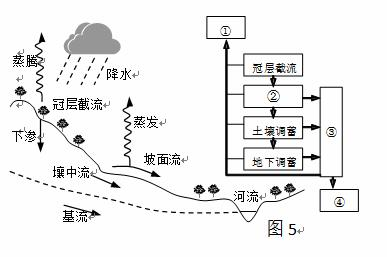 蒸腾
降水
冠层截流
下渗
蒸发
坡面流
壤中流
河流
基流
①
冠层截流
②
土壤调蓄
③
地下调蓄
④
图5